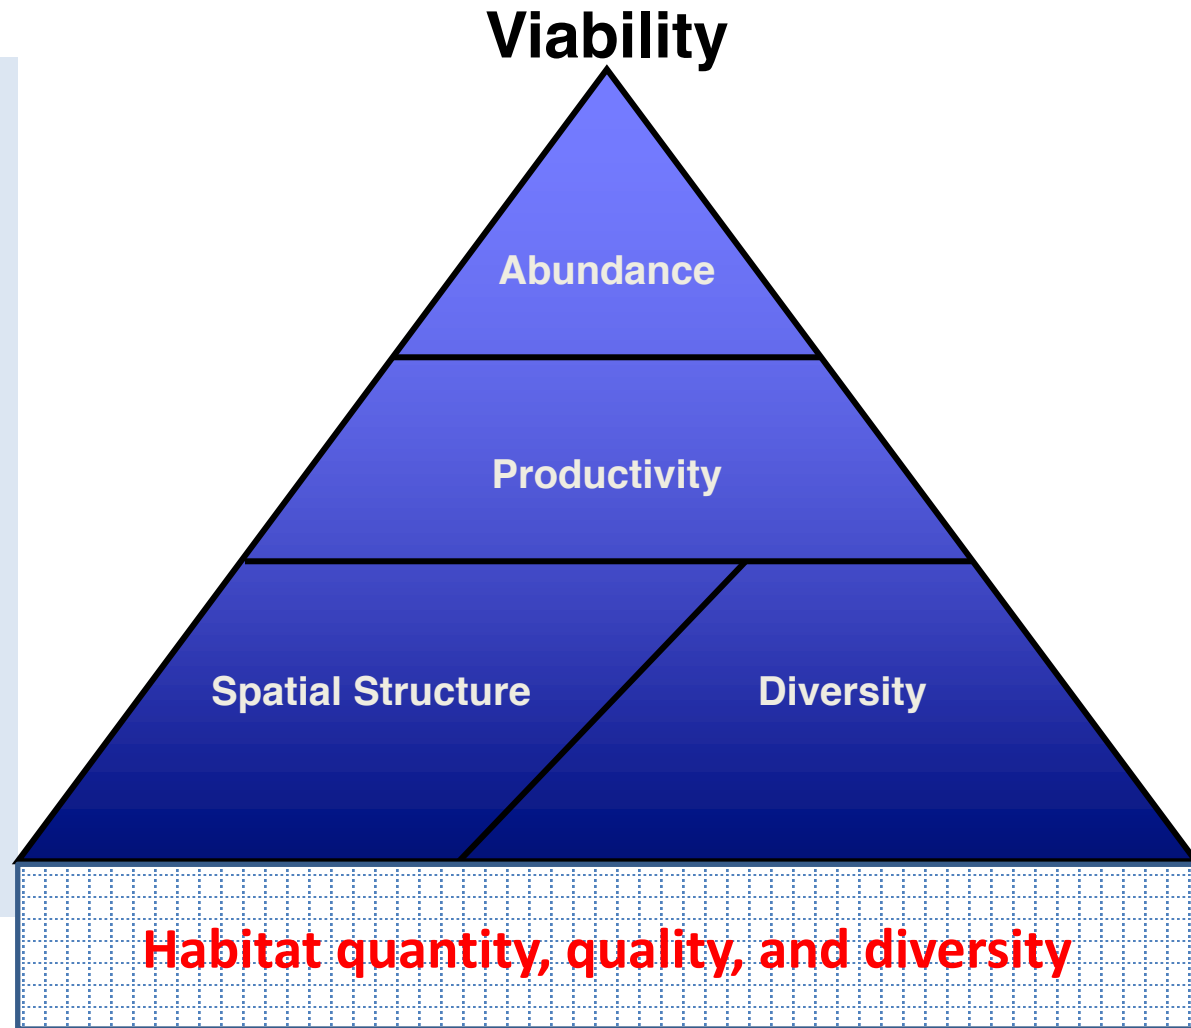 Viability
Abundance
Productivity
Spatial Structure
Diversity
Habitat quantity, quality, and diversity